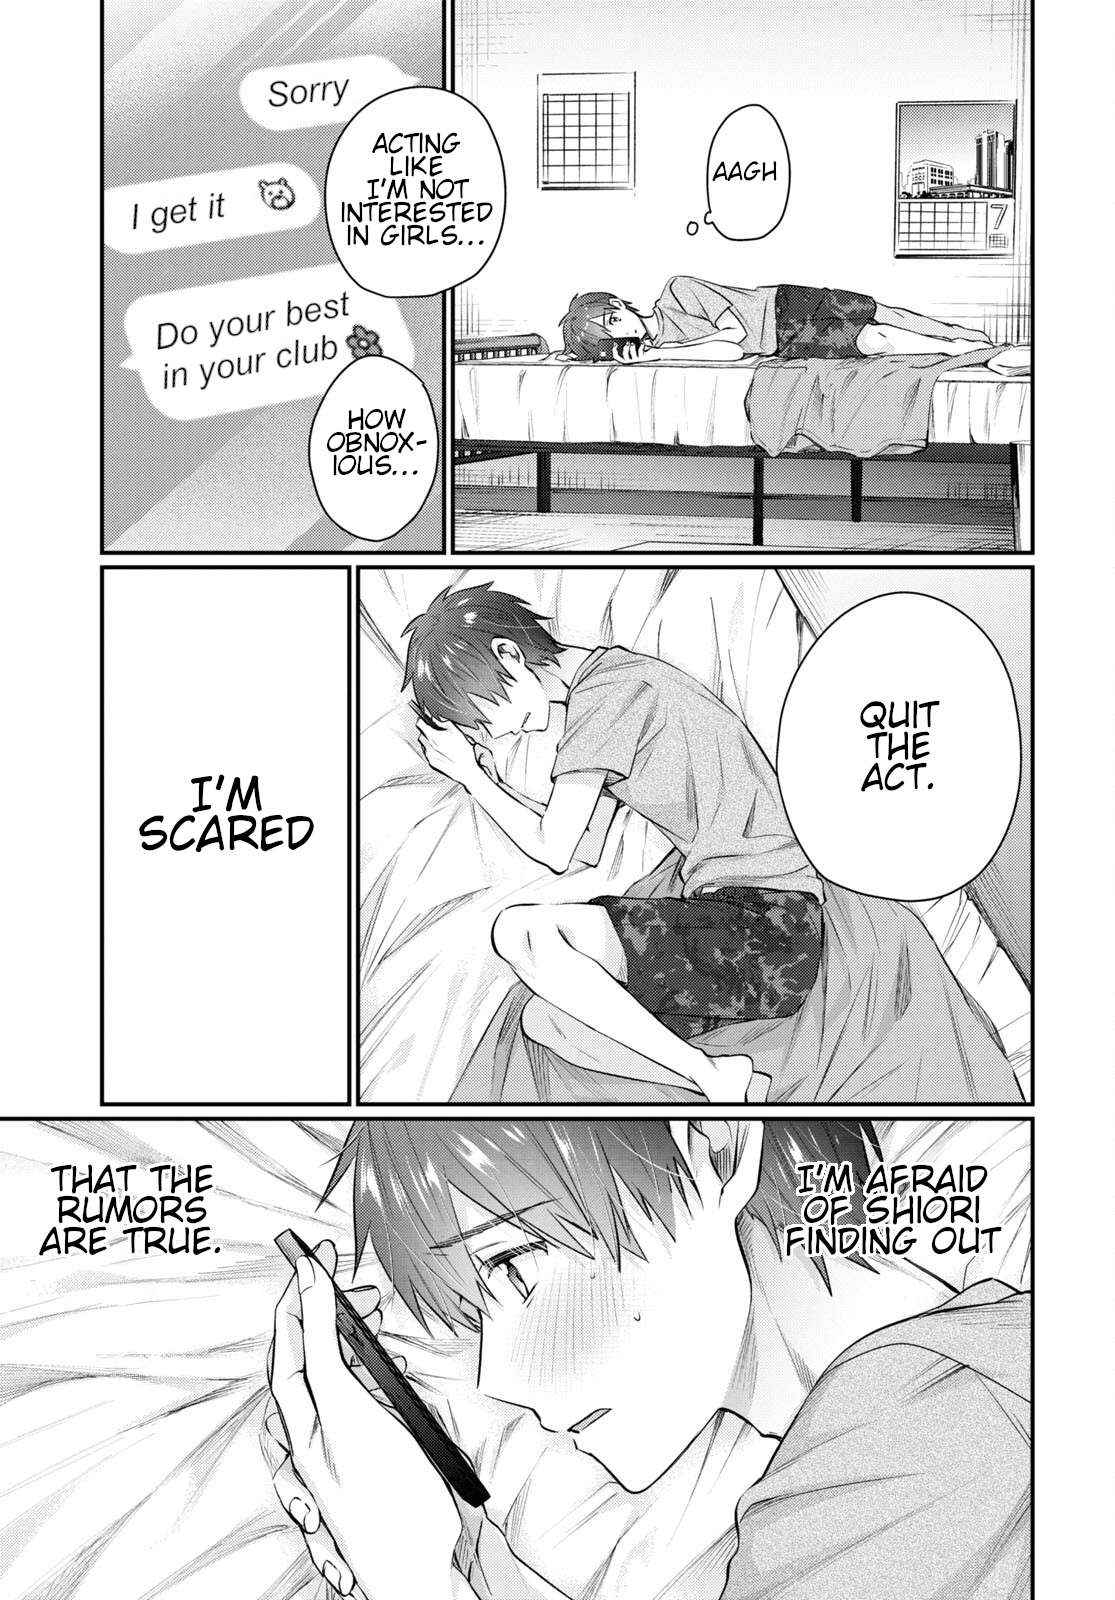 AAGH
7
Sorry
I get it
Do your best
in your club
ACTING
LIKE
I'M NOT
INTERESTED
IN GIRLS...
HOW
OBNOX-
IOUS...
QUIT
THE
ACT.
I'M
SCARED
I'M AFRAID
OF SHIORI
FINDING OUT
THAT THE
RUMORS
ARE TRUE.